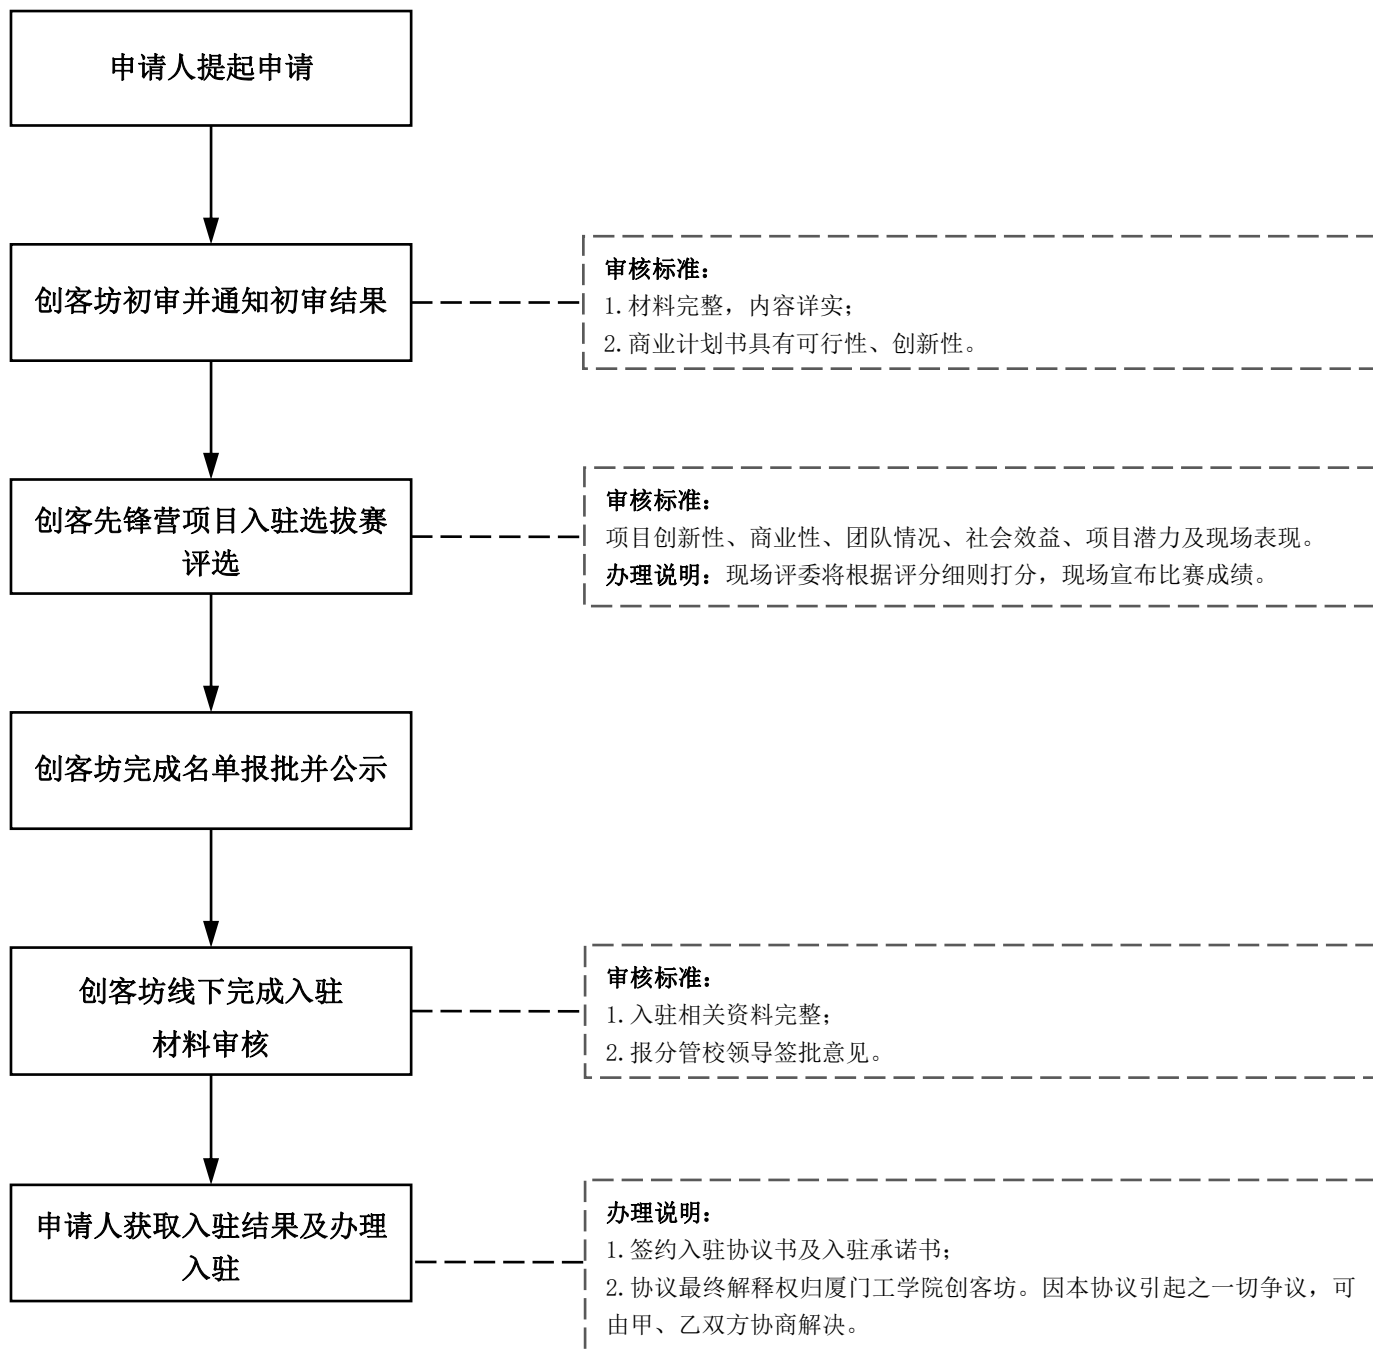 申请人提起申请
创客坊初审并通知初审结果
审核标准：
1.材料完整，内容详实；
2.商业计划书具有可行性、创新性。
创客先锋营项目入驻选拔赛
评选
审核标准：
项目创新性、商业性、团队情况、社会效益、项目潜力及现场表现。
办理说明：现场评委将根据评分细则打分，现场宣布比赛成绩。
创客坊完成名单报批并公示
创客坊线下完成入驻
材料审核
审核标准：
1.入驻相关资料完整；
2.报分管校领导签批意见。
申请人获取入驻结果及办理
入驻
办理说明：
1.签约入驻协议书及入驻承诺书；
2.协议最终解释权归厦门工学院创客坊。因本协议引起之一切争议，可
由甲、乙双方协商解决。